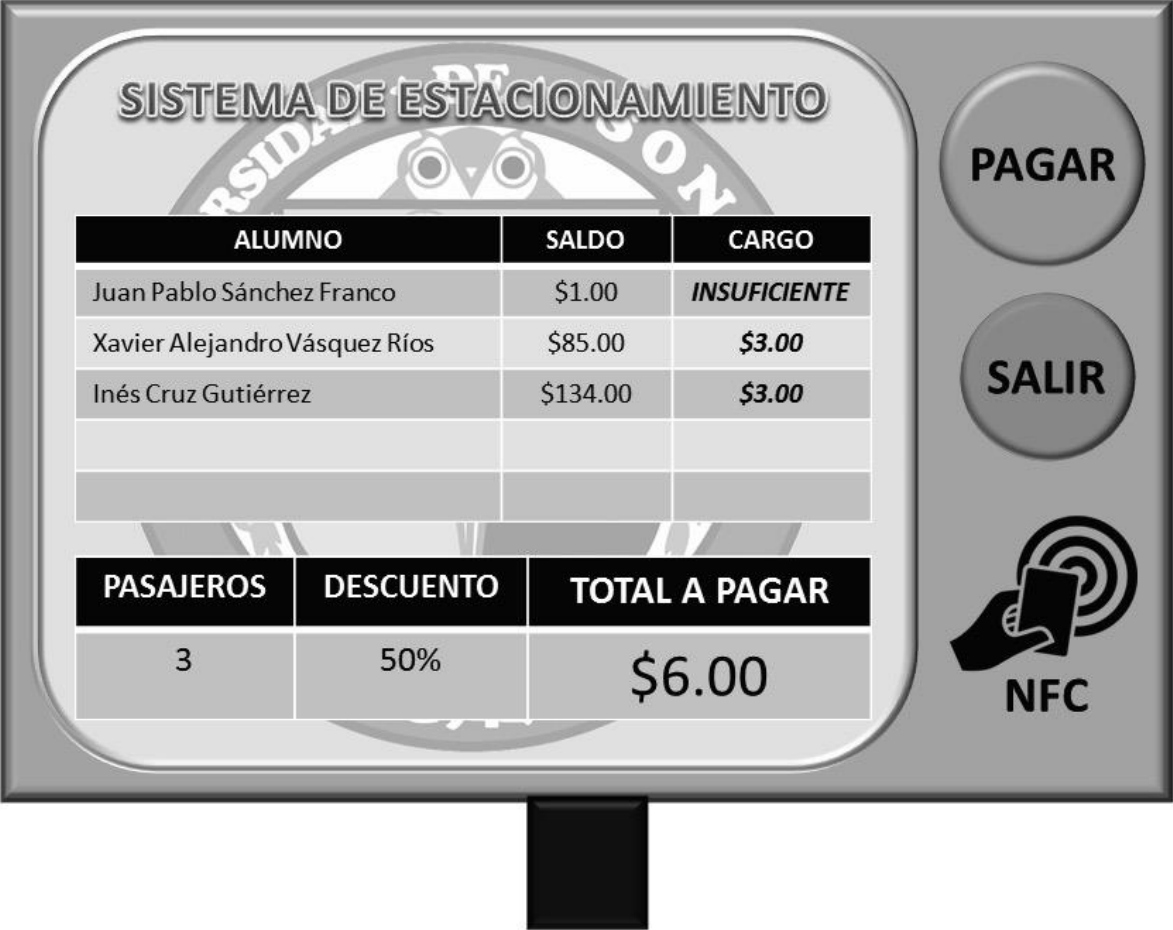 SISTEMA DE ESTACIONAMIENTO
PAGAR
ALUMNO SALDO CARGO
Juan Pablo Sánchez Franco $1.00 INSUFICIENTE
Xavier Alejandro Vásquez Ríos $85.00 $3.00
Inés Cruz Gutiérrez $134.00 $3.00
SALIR
PASAJEROS DESCUENTO TOTAL A PAGAR
3 50% $6.00
NFC